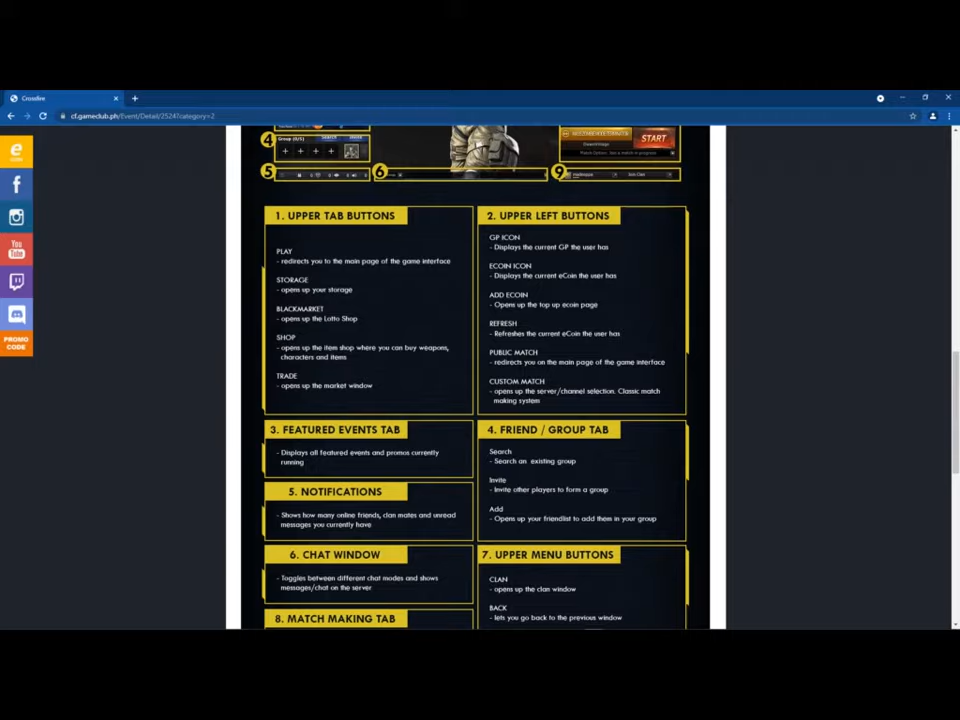 Crossfire
cf.gameclub.ph/Event/Detail/2524?category=2
e
You
Tube
PROMO
CODE
4
Group (0/5)
START
5
6
9
1. UPPER TAB BUTTONS
PLAY
- redirects you to the main page of the game interface
STORAGE
- opens up your storage
BLACKMARKET
- opens up the Lotto Shop
SHOP
- opens up the item shop where you can buy weapons,
characters and items
TRADE
- opens up the market window
2. UPPER LEFT BUTTONS
GP ICON
- Displays the current GP the user has
ECOIN ICON
- Displays the current eCoin the user has
ADD ECOIN
- Opens up the top up ecoin page
REFRESH
- Refreshes the current eCoin the user has
PUBLIC MATCH
- redirects you on the main page of the game interface
CUSTOM MATCH
- opens up the server/channel selection. Classic match
making system
3. FEATURED EVENTS TAB
- Displays all featured events and promos currently
running
4. FRIEND / GROUP TAB
Search
- Search an existing group
Invite
- Invite other players to form a group
Add
- Opens up your friendlist to add them in your group
5. NOTIFICATIONS
- Shows how many online friends, clan mates and unread
messages you currently have
6. CHAT WINDOW
- Toggles between different chat modes and shows
messages/chat on the server
7. UPPER MENU BUTTONS
CLAN
- opens up the clan window
BACK
- lets you go back to the previous window
8. MATCH MAKING TAB